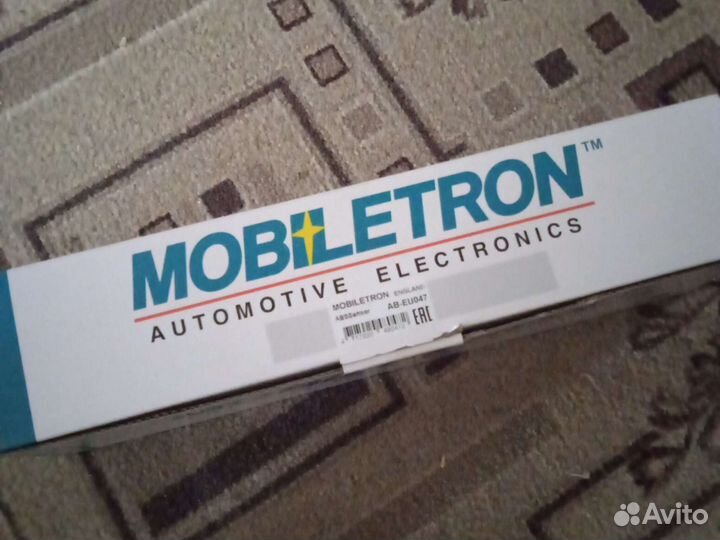 MOBILETRON™
AUTOMOTIVE ELECTRONICS
MOBILETRON ENGLAND
ABSSensor AB-EU047
EAC
Avito